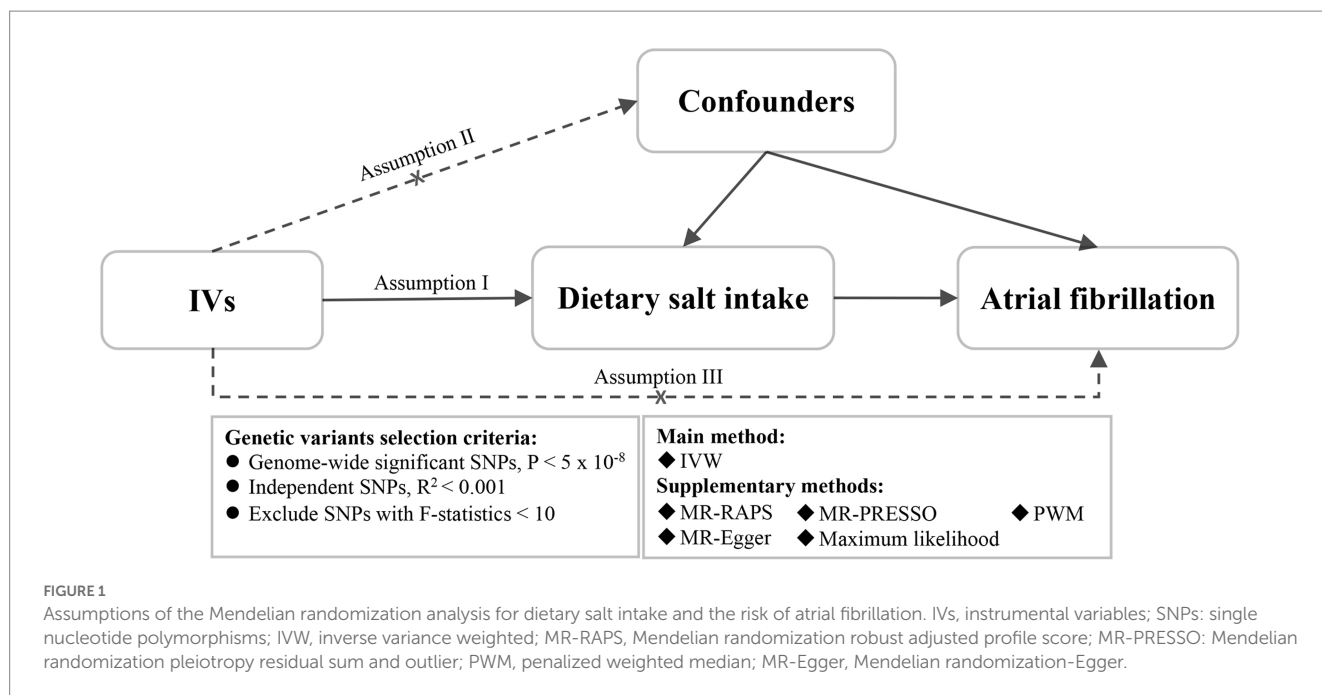 Confounders
Assumption II
IVs
Assumption I
Dietary salt intake
Atrial fibrillation
Assumption III
Genetic variants selection criteria:
● Genome-wide significant SNPs, P < 5 x 10⁻⁸
● Independent SNPs, R² < 0.001
● Exclude SNPs with F-statistics < 10
Main method:
◆ IVW
Supplementary methods:
◆ MR-RAPS ◆ MR-PRESSO ◆ PWM
◆ MR-Egger ◆ Maximum likelihood
FIGURE 1
Assumptions of the Mendelian randomization analysis for dietary salt intake and the risk of atrial fibrillation. IVs, instrumental variables; SNPs: single
nucleotide polymorphisms; IVW, inverse variance weighted; MR-RAPS, Mendelian randomization robust adjusted profile score; MR-PRESSO: Mendelian
randomization pleiotropy residual sum and outlier; PWM, penalized weighted median; MR-Egger, Mendelian randomization-Egger.